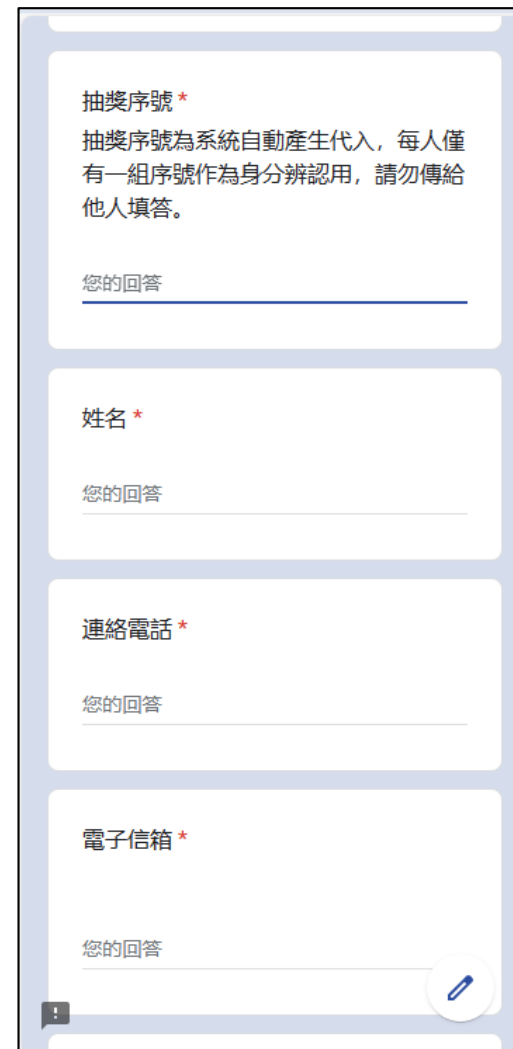 抽獎序號 *
抽獎序號為系統自動產生代入，每人僅
有一組序號作為身分辨認用，請勿傳給
他人填答。
您的回答
姓名 *
您的回答
連絡電話 *
您的回答
電子信箱 *
您的回答